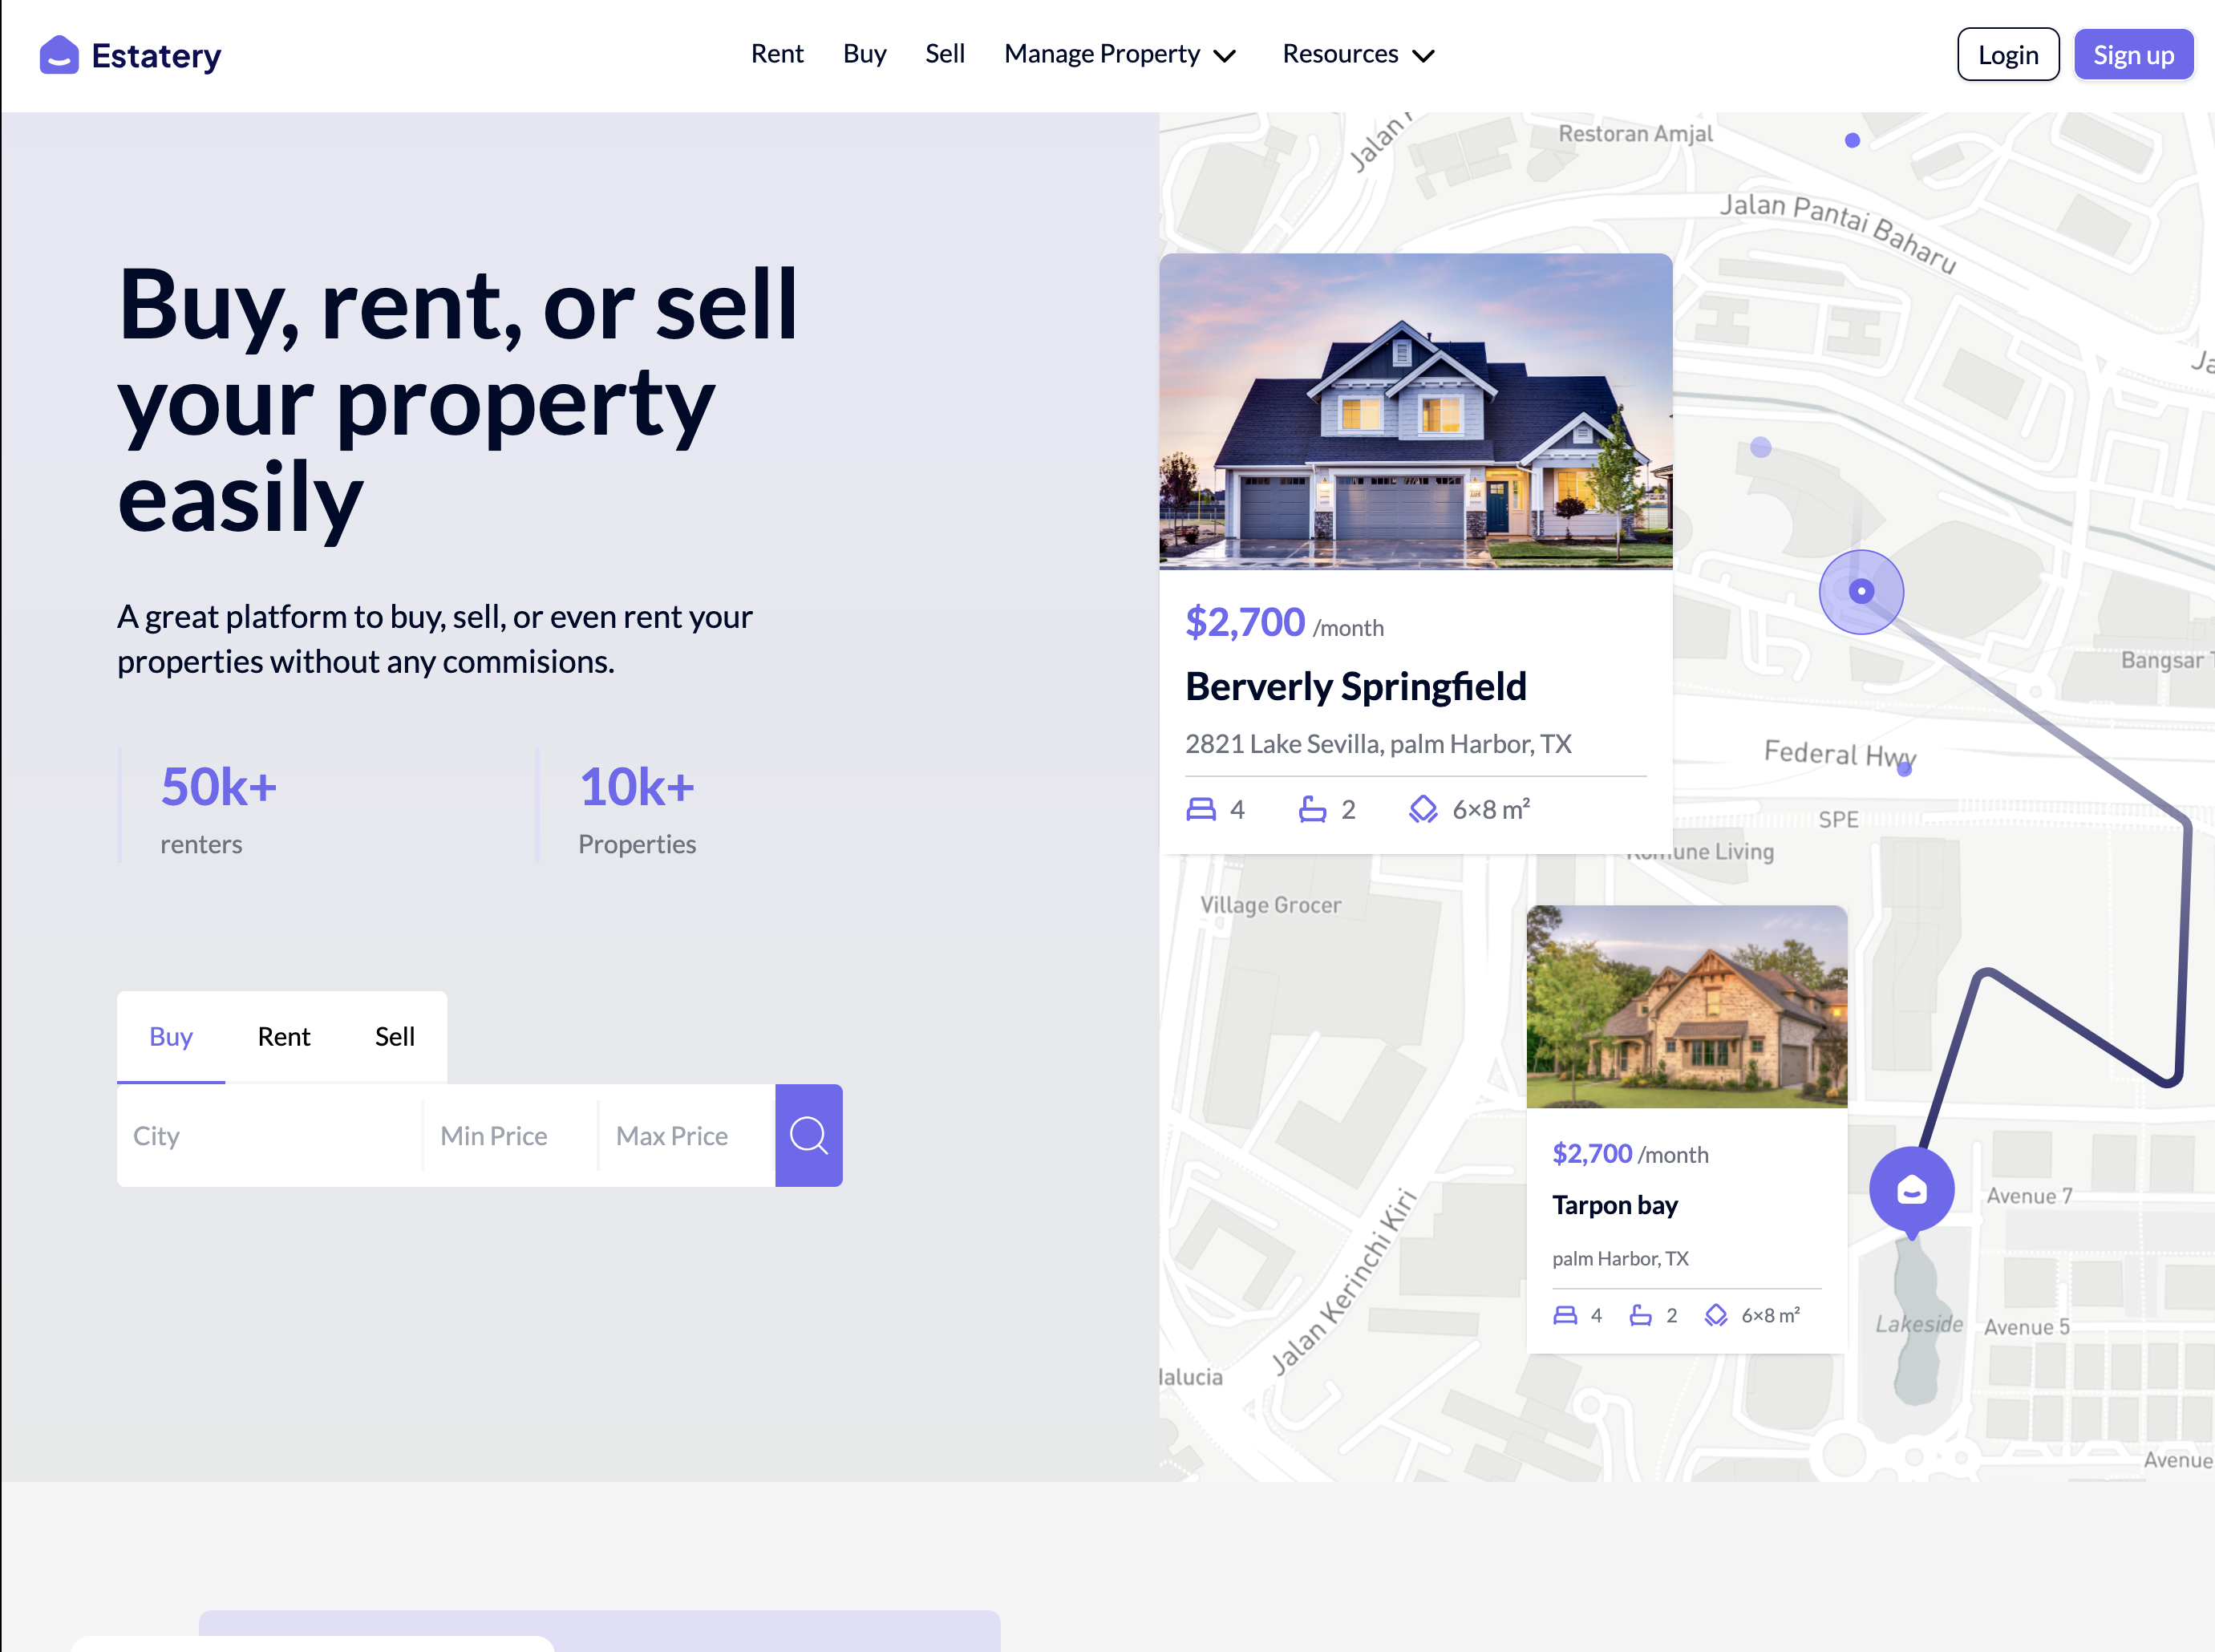 Estatery
Rent
Buy
Sell
Manage Property
Resources
Login
Sign up
Buy, rent, or sell
your property
easily
A great platform to buy, sell, or even rent your
properties without any commisions.
50k+
renters
10k+
Properties
Buy
Rent
Sell
City
Min Price
Max Price
Restoran Amjal
Jalan
Jalan Pantai Baharu
Ja
$2,700 /month
Berverly Springfield
2821 Lake Sevilla, palm Harbor, TX
4
2
6×8 m²
Bangsar
Federal Hwy
SPE
Komune Living
Village Grocer
$2,700 /month
Tarpon bay
palm Harbor, TX
4
2
6×8 m²
Avenue 7
Lakeside
Avenue 5
Jalan Kerinchi Kiri
alucia
Avenue